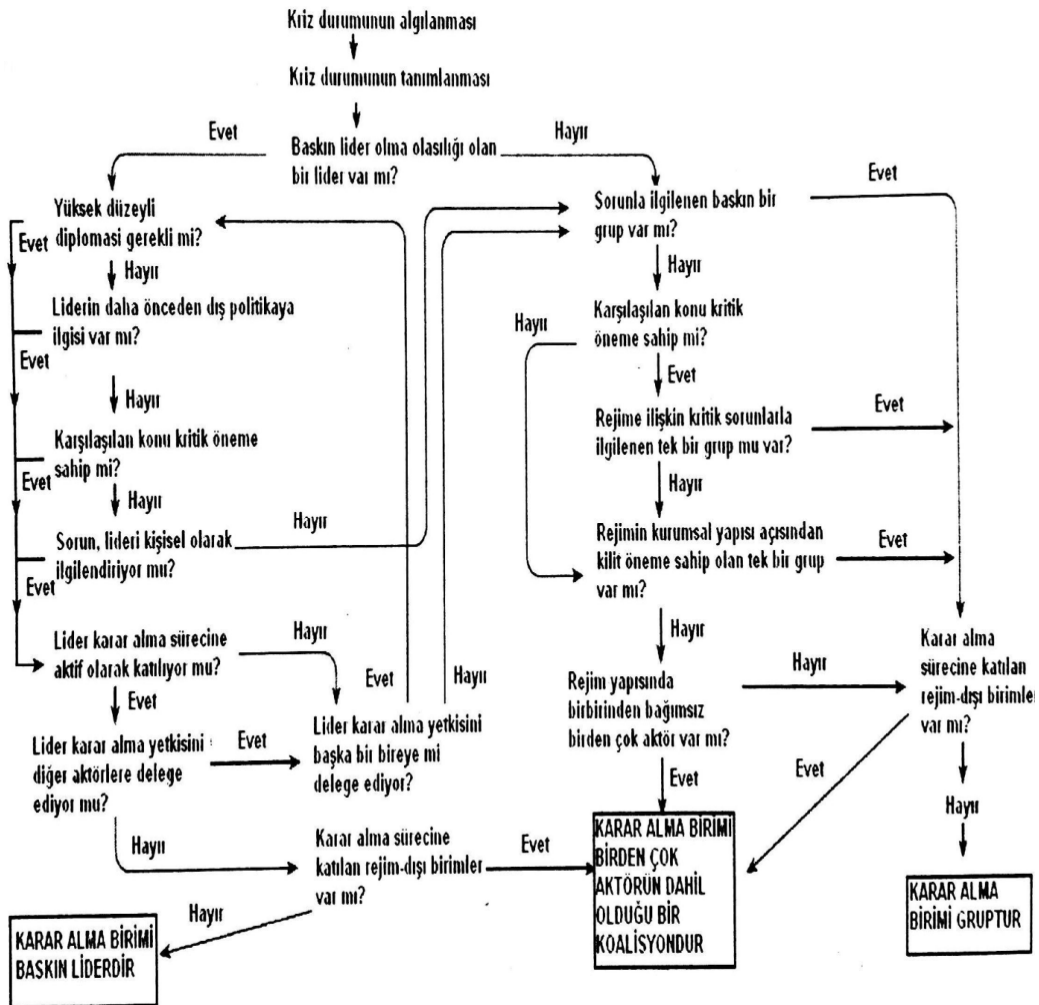 Kriz durumunun algılanması
Kriz durumunun tanımlanması
Evet
Hayır
Baskın lider olma olasılığı olan
bir lider var mı?
Evet
Yüksek düzeyli
diplomasi gerekli mi?
Evet
Hayır
Liderin daha önceden dış politikaya
ilgisi var mı?
Evet
Hayır
Karşılaşılan konu kritik öneme
sahip mi?
Evet
Hayır
Sorun, lideri kişisel olarak
ilgilendiriyor mu?
Hayır
Evet
Lider karar alma sürecine
aktif olarak katılıyor mu?
Hayır
Evet
Lider karar alma yetkisini
diğer aktörlere delege
ediyor mu?
Evet
Lider karar alma yetkisini
başka bir bireye mi
delege ediyor?
Evet
Hayır
Hayır
Karar alma sürecine
katılan rejim-dışı birimler
var mı?
Evet
Hayır
KARAR ALMA BİRİMİ
BASKIN LİDERDİR
Sorunla ilgilenen baskın bir
grup var mı?
Hayır
Karşılaşılan konu kritik
öneme sahip mi?
Hayır
Evet
Rejime ilişkin kritik sorunlarla
ilgilenen tek bir grup mu var?
Evet
Hayır
Rejimin kurumsal yapısı açısından
kilit öneme sahip olan tek bir grup
var mı?
Evet
Hayır
Rejim yapısında
birbirinden bağımsız
birden çok aktör var mı?
Hayır
Evet
KARAR ALMA BİRİMİ
BİRDEN ÇOK
AKTÖRÜN DAHİL
OLDUĞU BİR
KOALİSYONDUR
Karar alma
sürecine katılan
rejim-dışı birimler
var mı?
Evet
Hayır
KARAR ALMA
BİRİMİ GRUPTUR